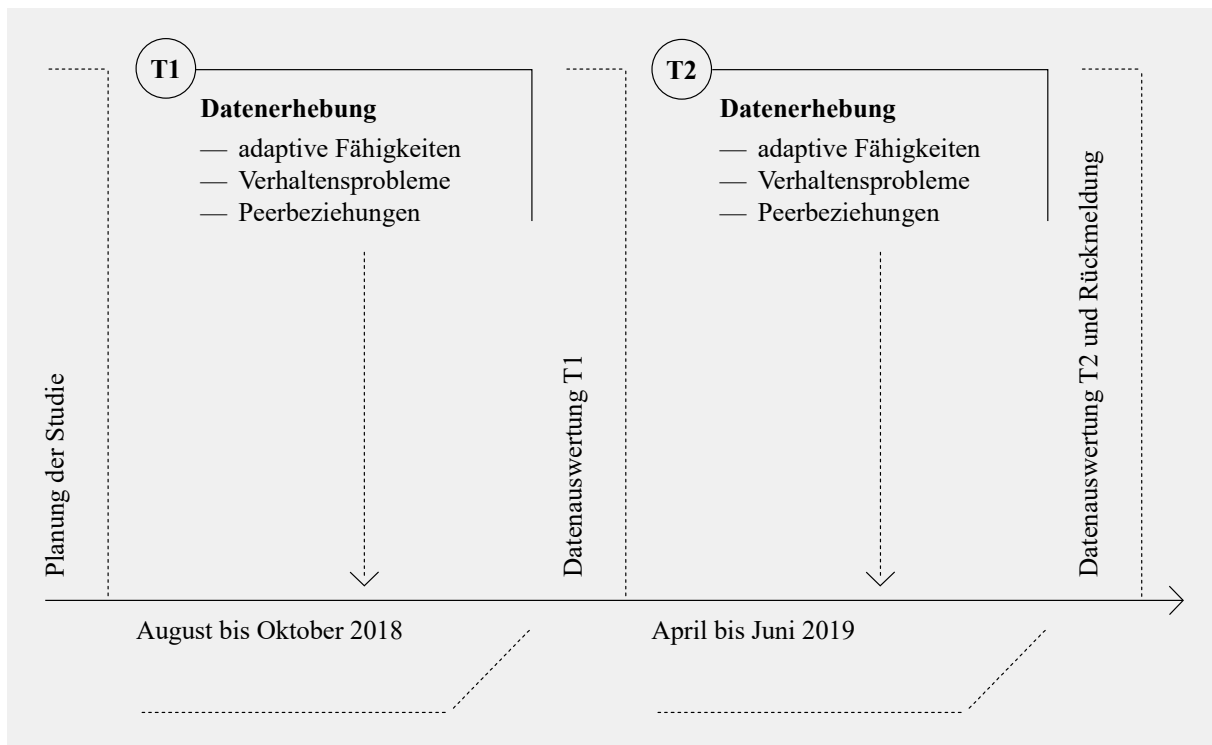 Planung der Studie
T1
Datenerhebung
— adaptive Fähigkeiten
— Verhaltensprobleme
— Peerbeziehungen
August bis Oktober 2018
Datenauswertung T1
T2
Datenerhebung
— adaptive Fähigkeiten
— Verhaltensprobleme
— Peerbeziehungen
April bis Juni 2019
Datenauswertung T2 und Rückmeldung